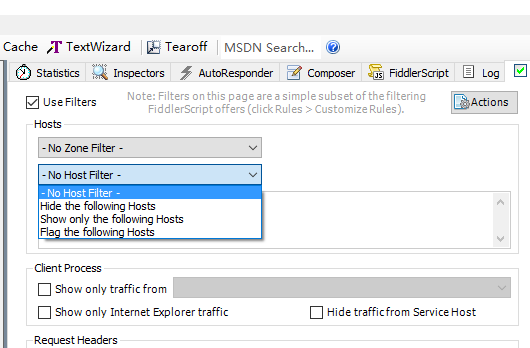 Cache TextWizard Tearoff MSDN Search...
Statistics Inspectors AutoResponder Composer FiddlerScript Log
Use Filters
Note: Filters on this page are a simple subset of the filtering
FiddlerScript offers (click Rules > Customize Rules).
Actions
Hosts
- No Zone Filter -
- No Host Filter -
- No Host Filter -
Hide the following Hosts
Show only the following Hosts
Flag the following Hosts
Client Process
Show only traffic from
Show only Internet Explorer traffic Hide traffic from Service Host
Request Headers